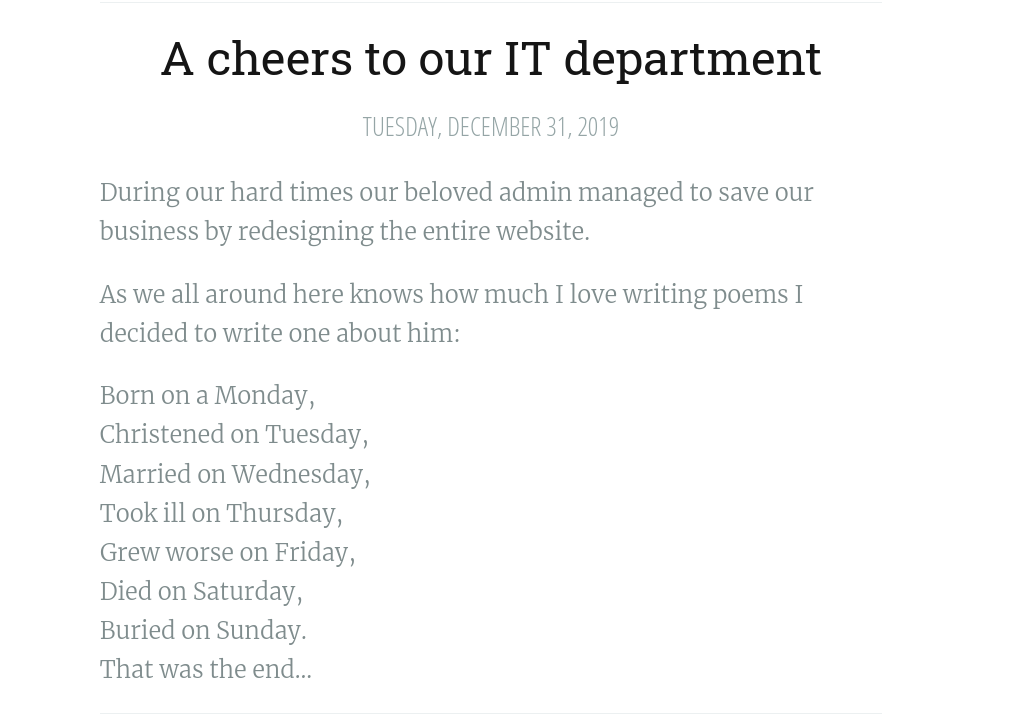 A cheers to our IT department
TUESDAY, DECEMBER 31, 2019
During our hard times our beloved admin managed to save our
business by redesigning the entire website.
As we all around here knows how much I love writing poems I
decided to write one about him:
Born on a Monday,
Christened on Tuesday,
Married on Wednesday,
Took ill on Thursday,
Grew worse on Friday,
Died on Saturday,
Buried on Sunday.
That was the end…